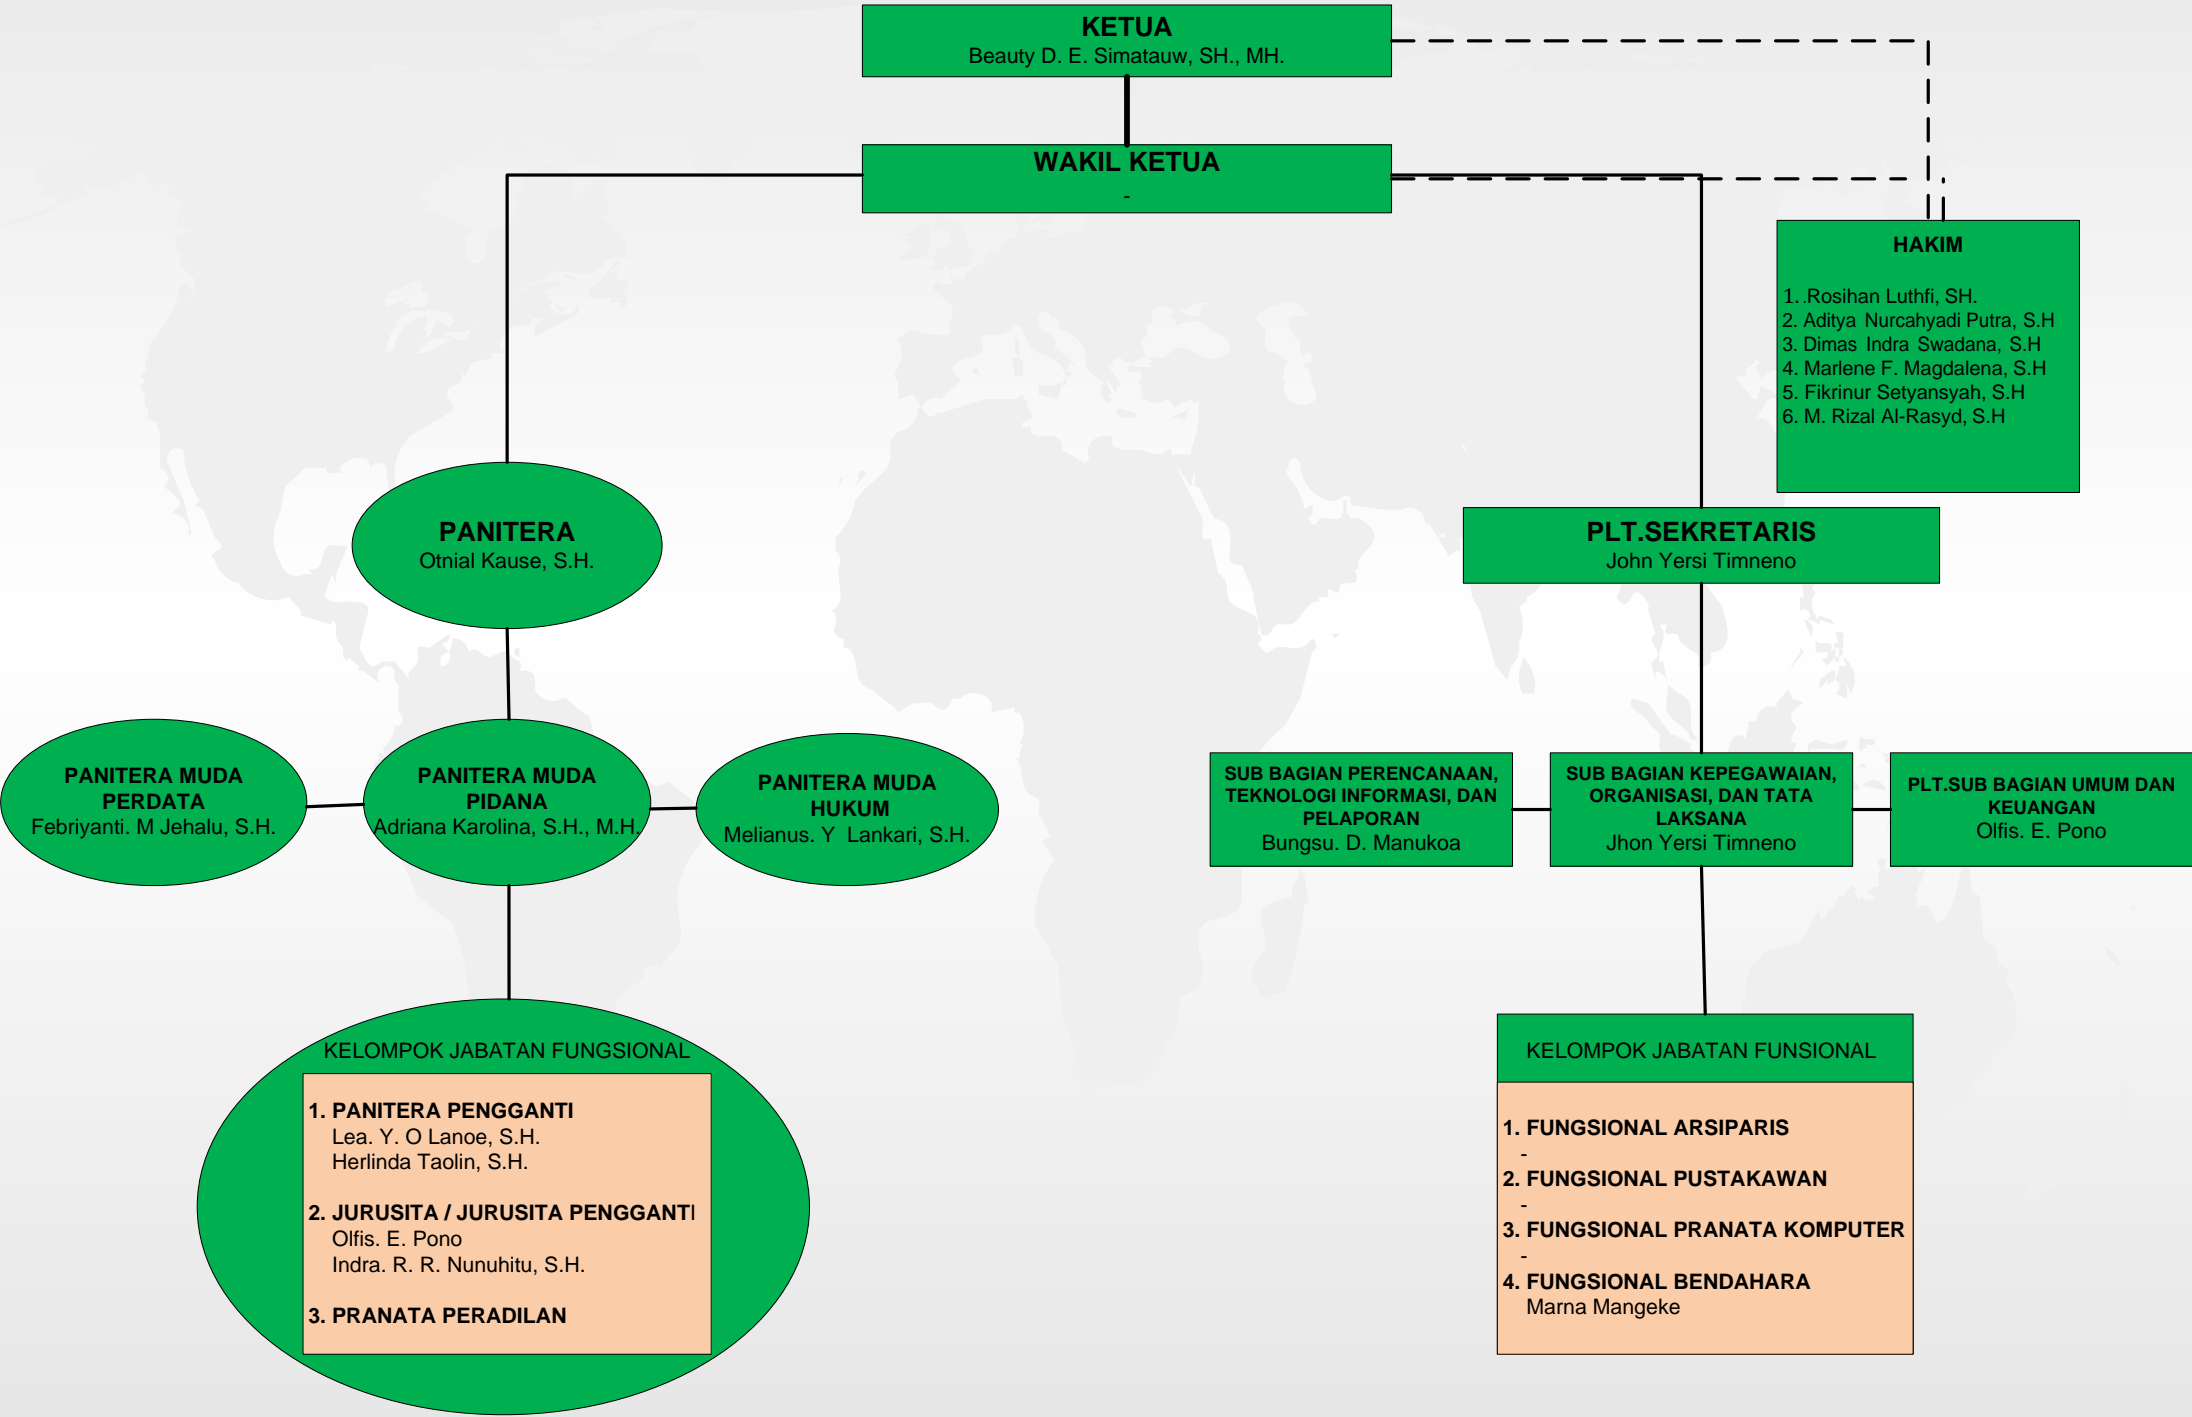 KETUA
Beauty D. E. Simatauw, SH., MH.
WAKIL KETUA
-
HAKIM
1. .Rosihan Luthfi, SH.
2. Aditya Nurcahyadi Putra, S.H
3. Dimas Indra Swadana, S.H
4. Marlene F. Magdalena, S.H
5. Fikrinur Setyansyah, S.H
6. M. Rizal Al-Rasyd, S.H
PANITERA
Otnial Kause, S.H.
PLT.SEKRETARIS
John Yersi Timneno
PANITERA MUDA
PERDATA
Febriyanti. M Jehalu, S.H.
PANITERA MUDA
PIDANA
Adriana Karolina, S.H., M.H.
PANITERA MUDA
HUKUM
Melianus. Y Lankari, S.H.
SUB BAGIAN PERENCANAAN,
TEKNOLOGI INFORMASI, DAN
PELAPORAN
Bungsu. D. Manukoa
SUB BAGIAN KEPEGAWAIAN,
ORGANISASI, DAN TATA
LAKSANA
Jhon Yersi Timneno
PLT.SUB BAGIAN UMUM DAN
KEUANGAN
Olfis. E. Pono
KELOMPOK JABATAN FUNGSIONAL
1. PANITERA PENGGANTI
Lea. Y. O Lanoe, S.H.
Herlinda Taolin, S.H.
2. JURUSITA / JURUSITA PENGGANTI
Olfis. E. Pono
Indra. R. R. Nunuhitu, S.H.
3. PRANATA PERADILAN
KELOMPOK JABATAN FUNSIONAL
1. FUNGSIONAL ARSIPARIS
-
2. FUNGSIONAL PUSTAKAWAN
-
3. FUNGSIONAL PRANATA KOMPUTER
-
4. FUNGSIONAL BENDAHARA
Marna Mangeke